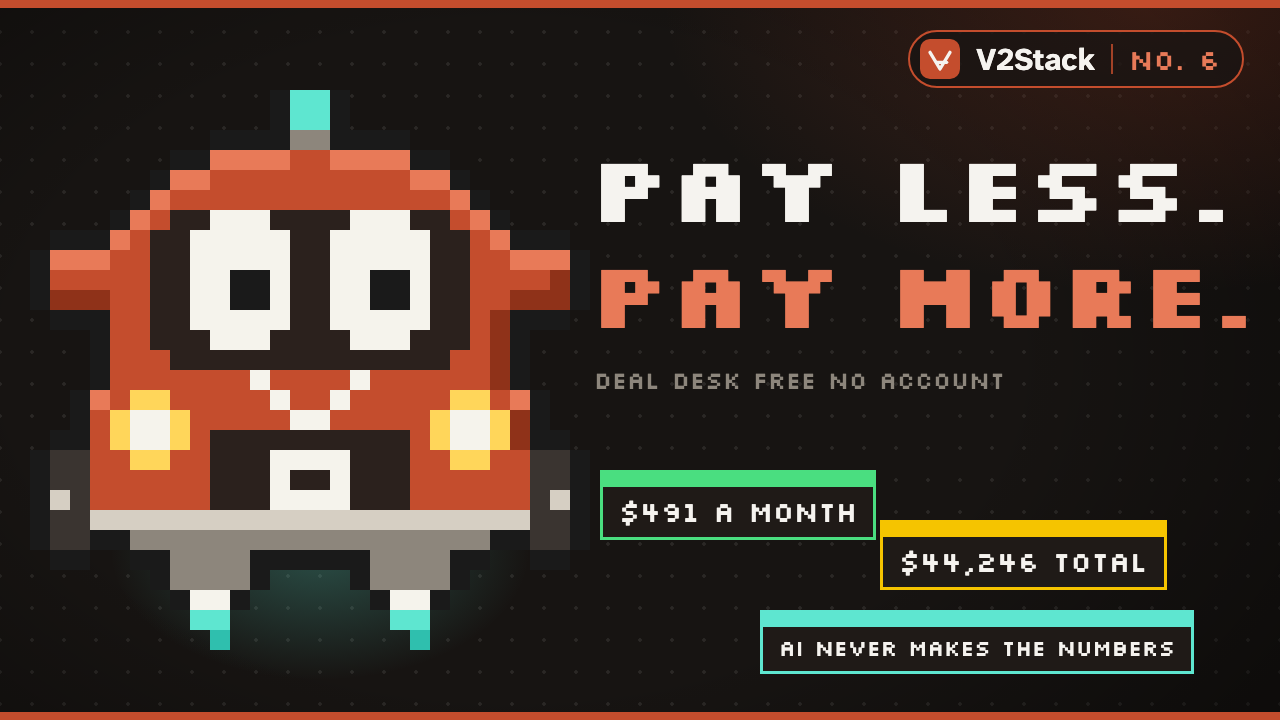 V2Stack NO. 6
PAY LESS.
PAY MORE.
DEAL DESK FREE NO ACCOUNT
$491 A MONTH
$44,246 TOTAL
AI NEVER MAKES THE NUMBERS